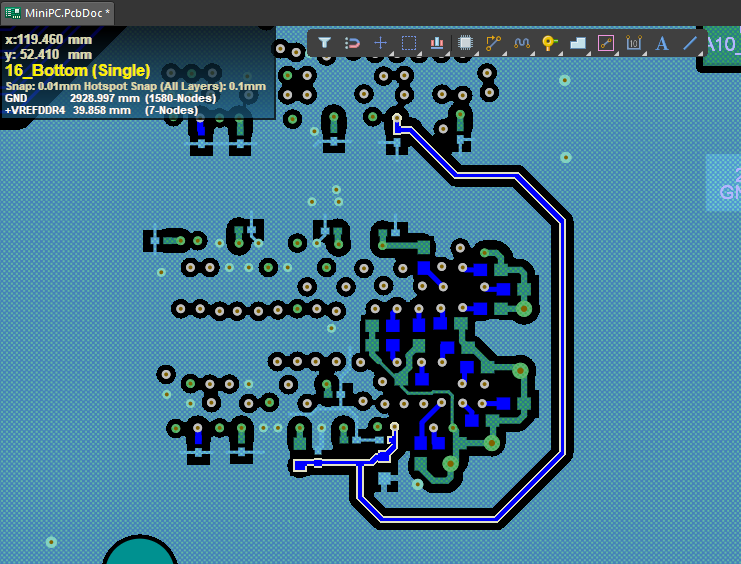 MiniPC.PcbDoc *
x:119.460 mm
y: 52.410 mm
16_Bottom (Single)
Snap: 0.01mm Hotspot Snap (All Layers): 0.1mm
GND 2928.997 mm (1580-Nodes)
+VREFDDR4 39.858 mm (7-Nodes)
A10_
GN